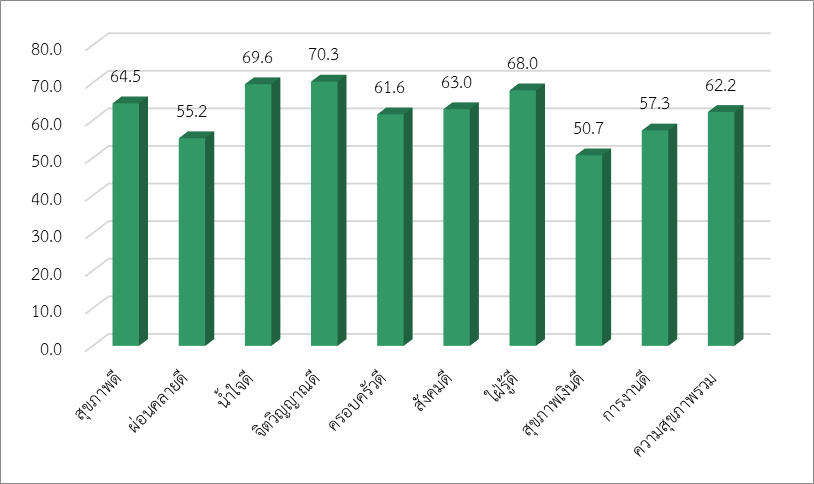 80.0
70.0
60.0
50.0
40.0
30.0
20.0
10.0
0.0
64.5
55.2
69.6
70.3
61.6
63.0
68.0
50.7
57.3
62.2
สุขภาพดี
ผ่อนคลายดี
น้ำใจดี
จิตวิญญาณดี
ครอบครัวดี
สังคมดี
ใฝ่รู้ดี
สุขภาพเงินดี
การงานดี
ความสุขภาพรวม